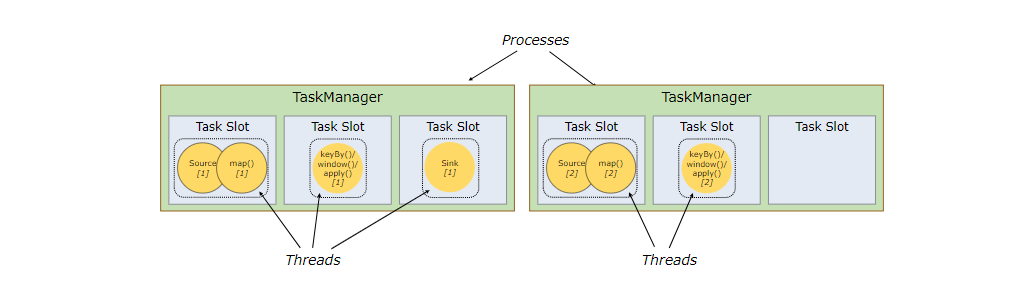 Processes
TaskManager
Task Slot
Source
[1]
map()
[1]
Task Slot
keyBy()/
window()/
apply()
[1]
Task Slot
Sink
[1]
TaskManager
Task Slot
Source
[2]
map()
[2]
Task Slot
keyBy()/
window()/
apply()
[2]
Task Slot
Threads
Threads